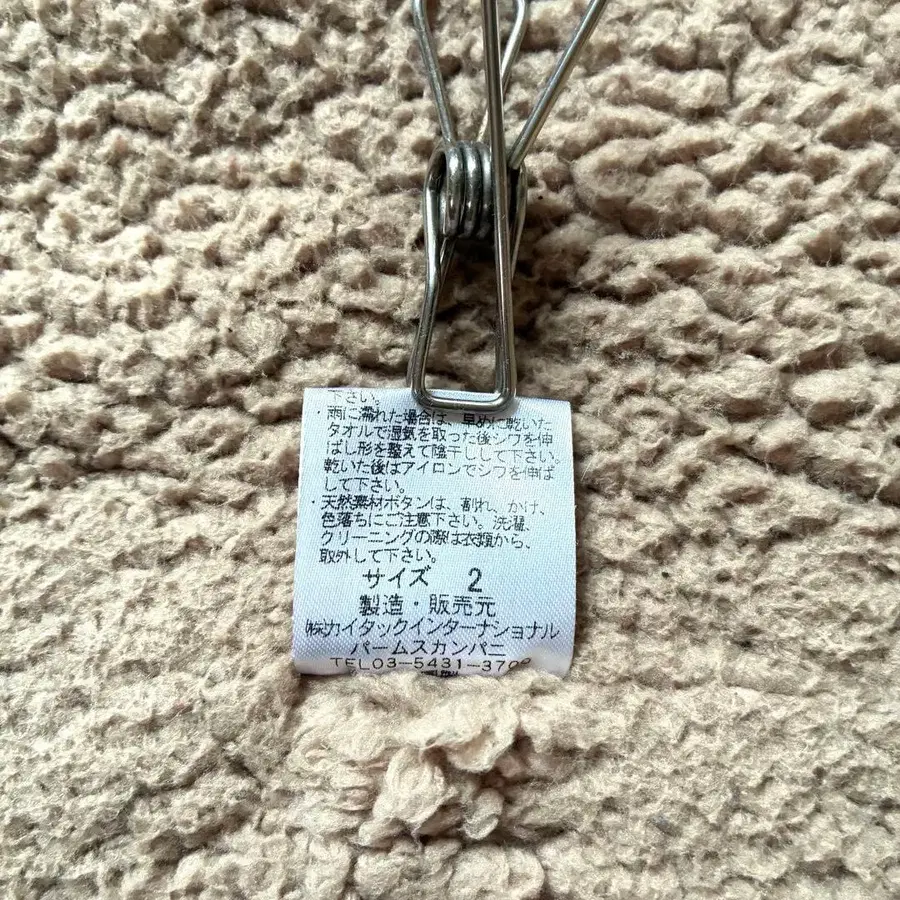 下さい。
・雨に濡れた場合は、早めに乾いた
タオルで湿気を取った後シワを伸
ばし形を整えて陰干しして下さい。
乾いた後はアイロンでシワを伸ば
して下さい。
・天然素材ボタンは、割れ、かけ、
色落ちにご注意下さい。洗濯、
クリーニングの際は衣類から、
取外して下さい。
サイズ 2
製造・販売元
(株)カイタックインターナショナル
パームスカンパニ
TEL03-5431-370